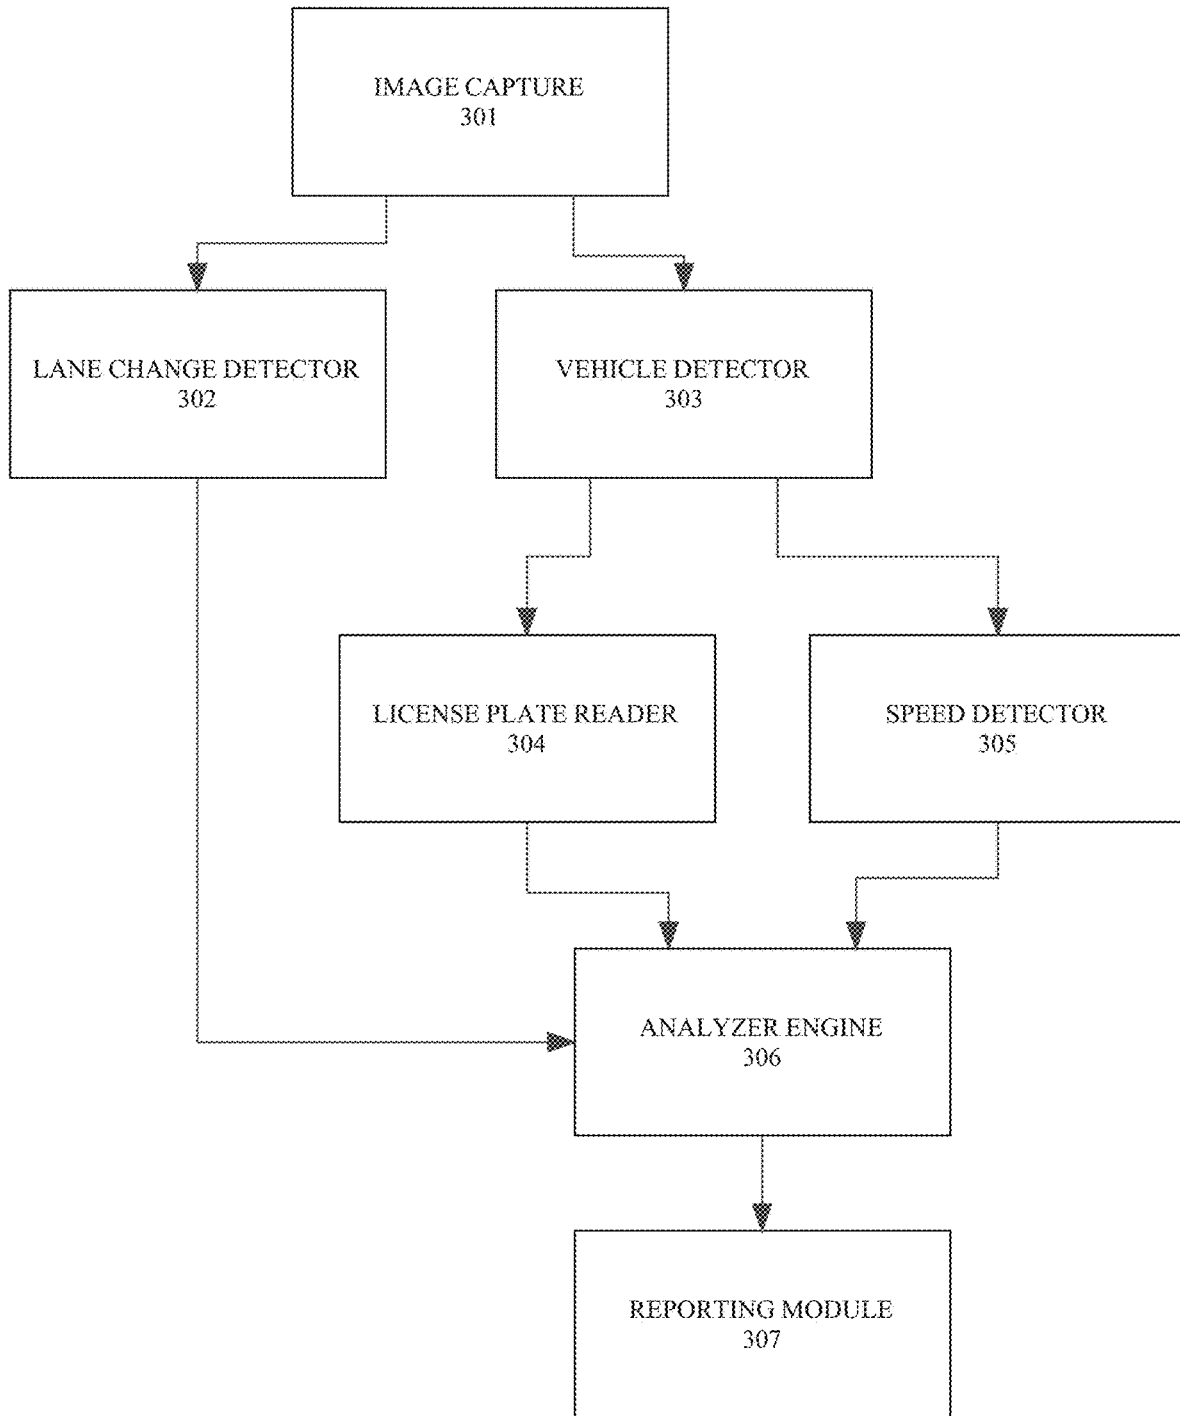 IMAGE CAPTURE
301
LANE CHANGE DETECTOR
302
VEHICLE DETECTOR
303
LICENSE PLATE READER
304
SPEED DETECTOR
305
ANALYZER ENGINE
306
REPORTING MODULE
307